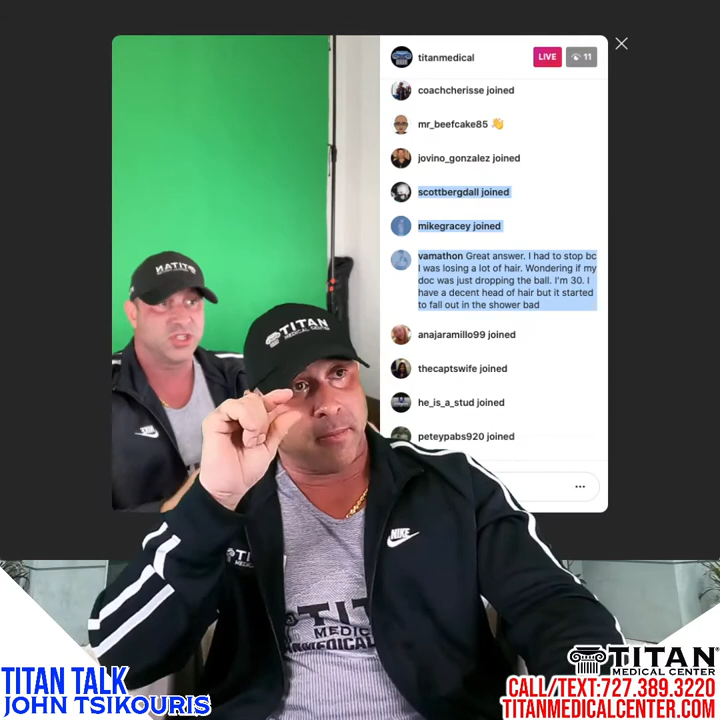 titanmedical
LIVE
11
coachcherisse joined
mr_beefcake85 👋
jovino_gonzalez joined
scottbergdall joined
mikegracey joined
vamathon Great answer. I had to stop bc
I was losing a lot of hair. Wondering if my
doc was just dropping the ball. I'm 30. I
have a decent head of hair but it started
to fall out in the shower bad
anajaramillo99 joined
thecaptswife joined
he_is_a_stud joined
peteypabs920 joined
TITAN
MEDICAL CENTER
NIKE
TITAN TALK
JOHN TSIKOURIS
TITAN
MEDICAL CENTER
CALL/TEXT:727.389.3220
TITANMEDICALCENTER.COM